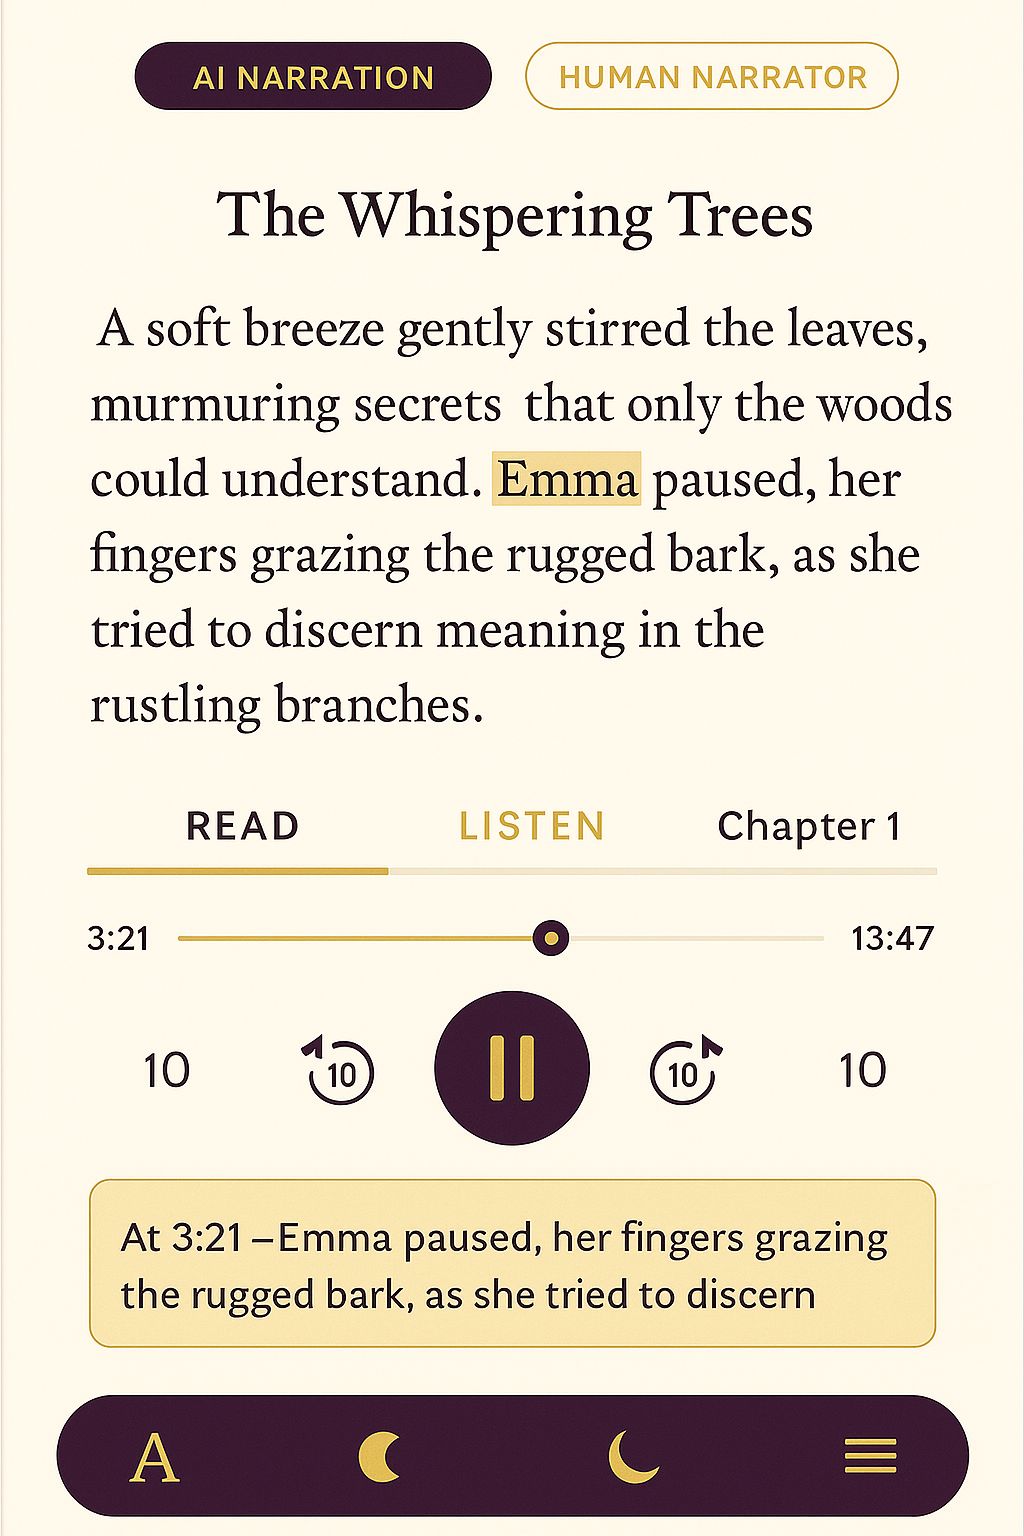 AI NARRATION
HUMAN NARRATOR
The Whispering Trees
A soft breeze gently stirred the leaves,
murmuring secrets that only the woods
could understand. Emma paused, her
fingers grazing the rugged bark, as she
tried to discern meaning in the
rustling branches.
READ LISTEN Chapter 1
3:21 13:47
10 10 10 10
At 3:21 –Emma paused, her fingers grazing
the rugged bark, as she tried to discern
A